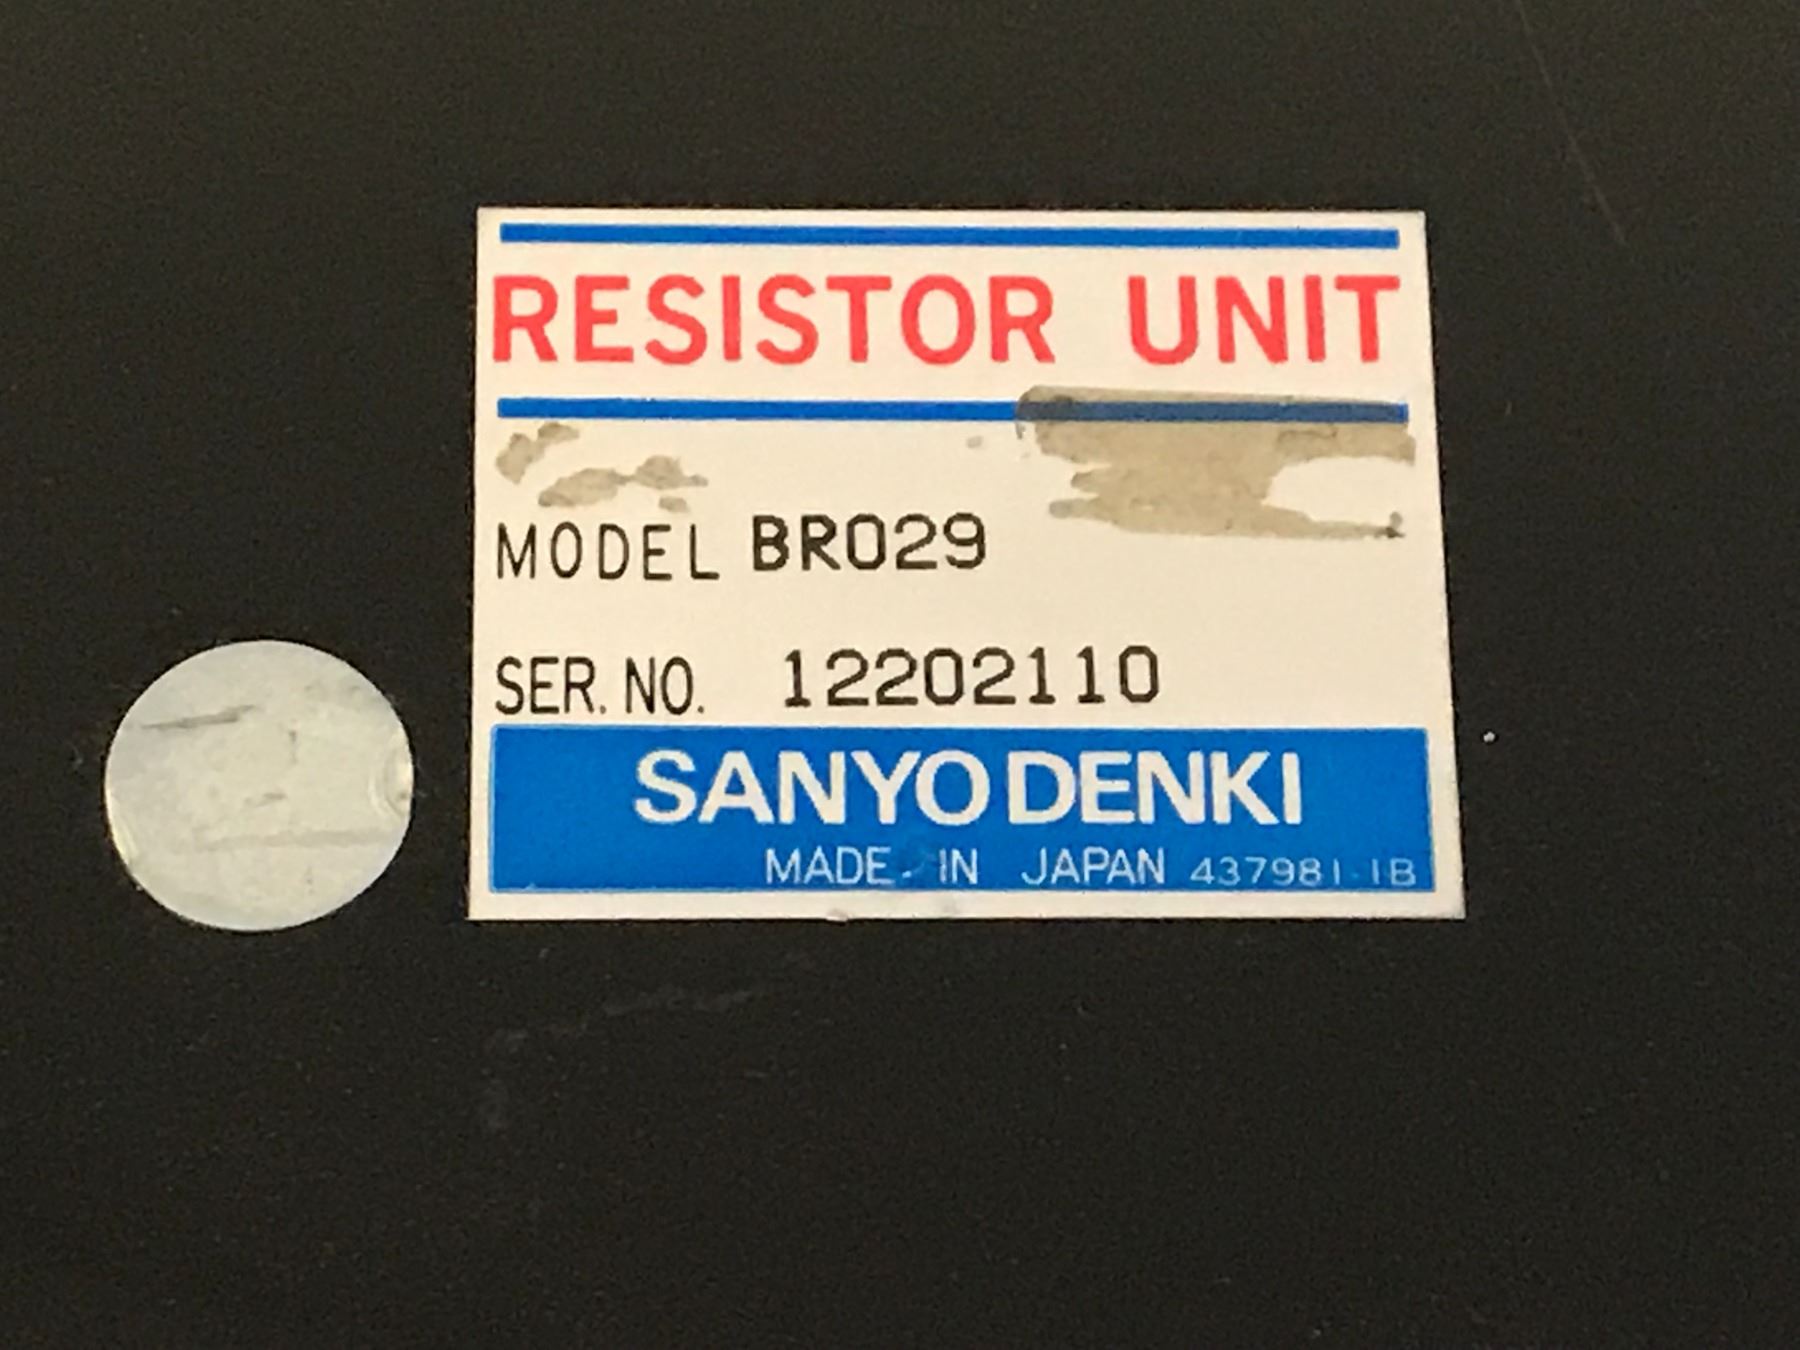 RESISTOR UNIT
MODEL BR029
SER. NO. 12202110
SANYO DENKI
MADE IN JAPAN 437981-1B